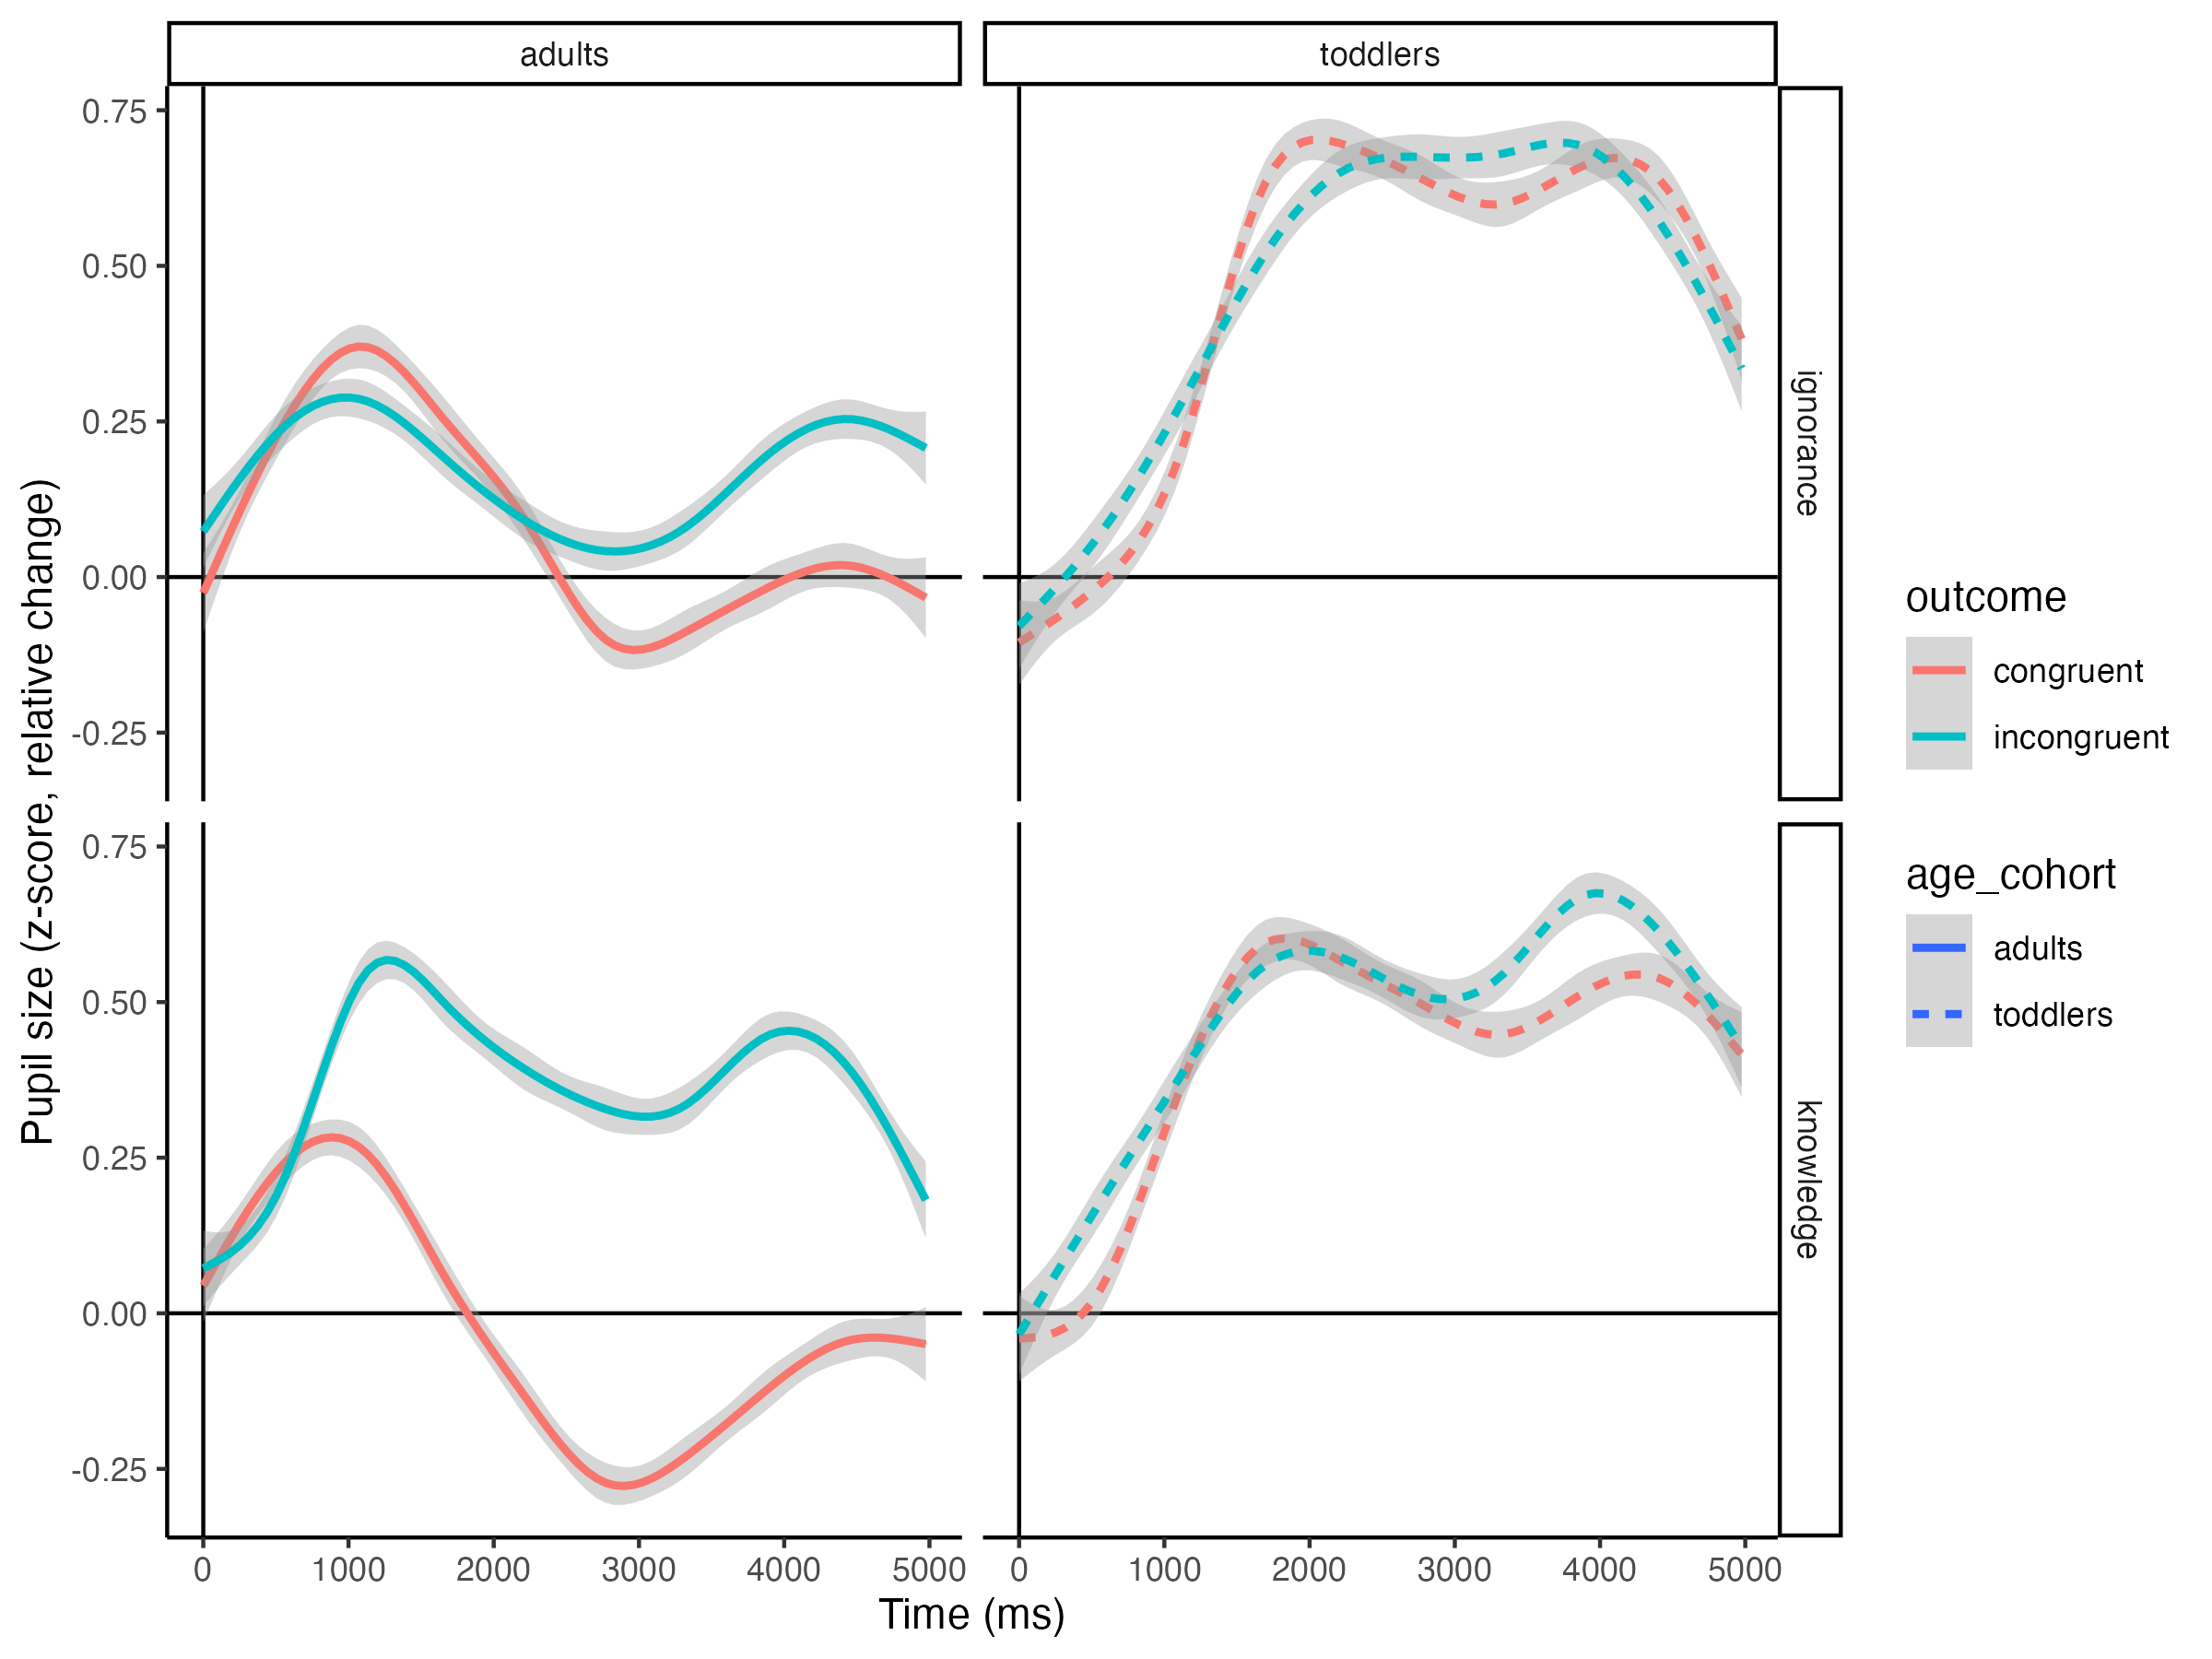 adults
toddlers
0.75
0.50
0.25
0.00
-0.25
ignorance
0.75
0.50
0.25
0.00
-0.25
knowledge
Pupil size (z-score, relative change)
0 1000 2000 3000 4000 5000
0 1000 2000 3000 4000 5000
Time (ms)
outcome
congruent
incongruent
age_cohort
adults
toddlers